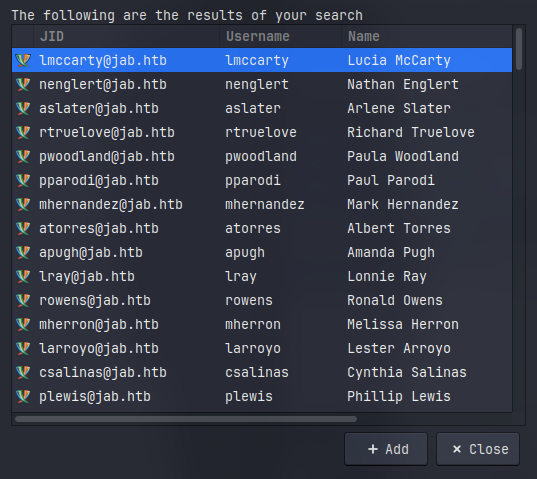 The following are the results of your search
JID Username Name
lmccarty@jab.htb lmccarty Lucia McCarty
nenglert@jab.htb nenglert Nathan Englert
aslater@jab.htb aslater Arlene Slater
rtruelove@jab.htb rtruelove Richard Truelove
pwoodland@jab.htb pwoodland Paula Woodland
pparodi@jab.htb pparodi Paul Parodi
mhernandez@jab.htb mhernandez Mark Hernandez
atorres@jab.htb atorres Albert Torres
apugh@jab.htb apugh Amanda Pugh
lray@jab.htb lray Lonnie Ray
rowens@jab.htb rowens Ronald Owens
mherron@jab.htb mherron Melissa Herron
larroyo@jab.htb larroyo Lester Arroyo
csalinas@jab.htb csalinas Cynthia Salinas
plewis@jab.htb plewis Phillip Lewis
+ Add × Close